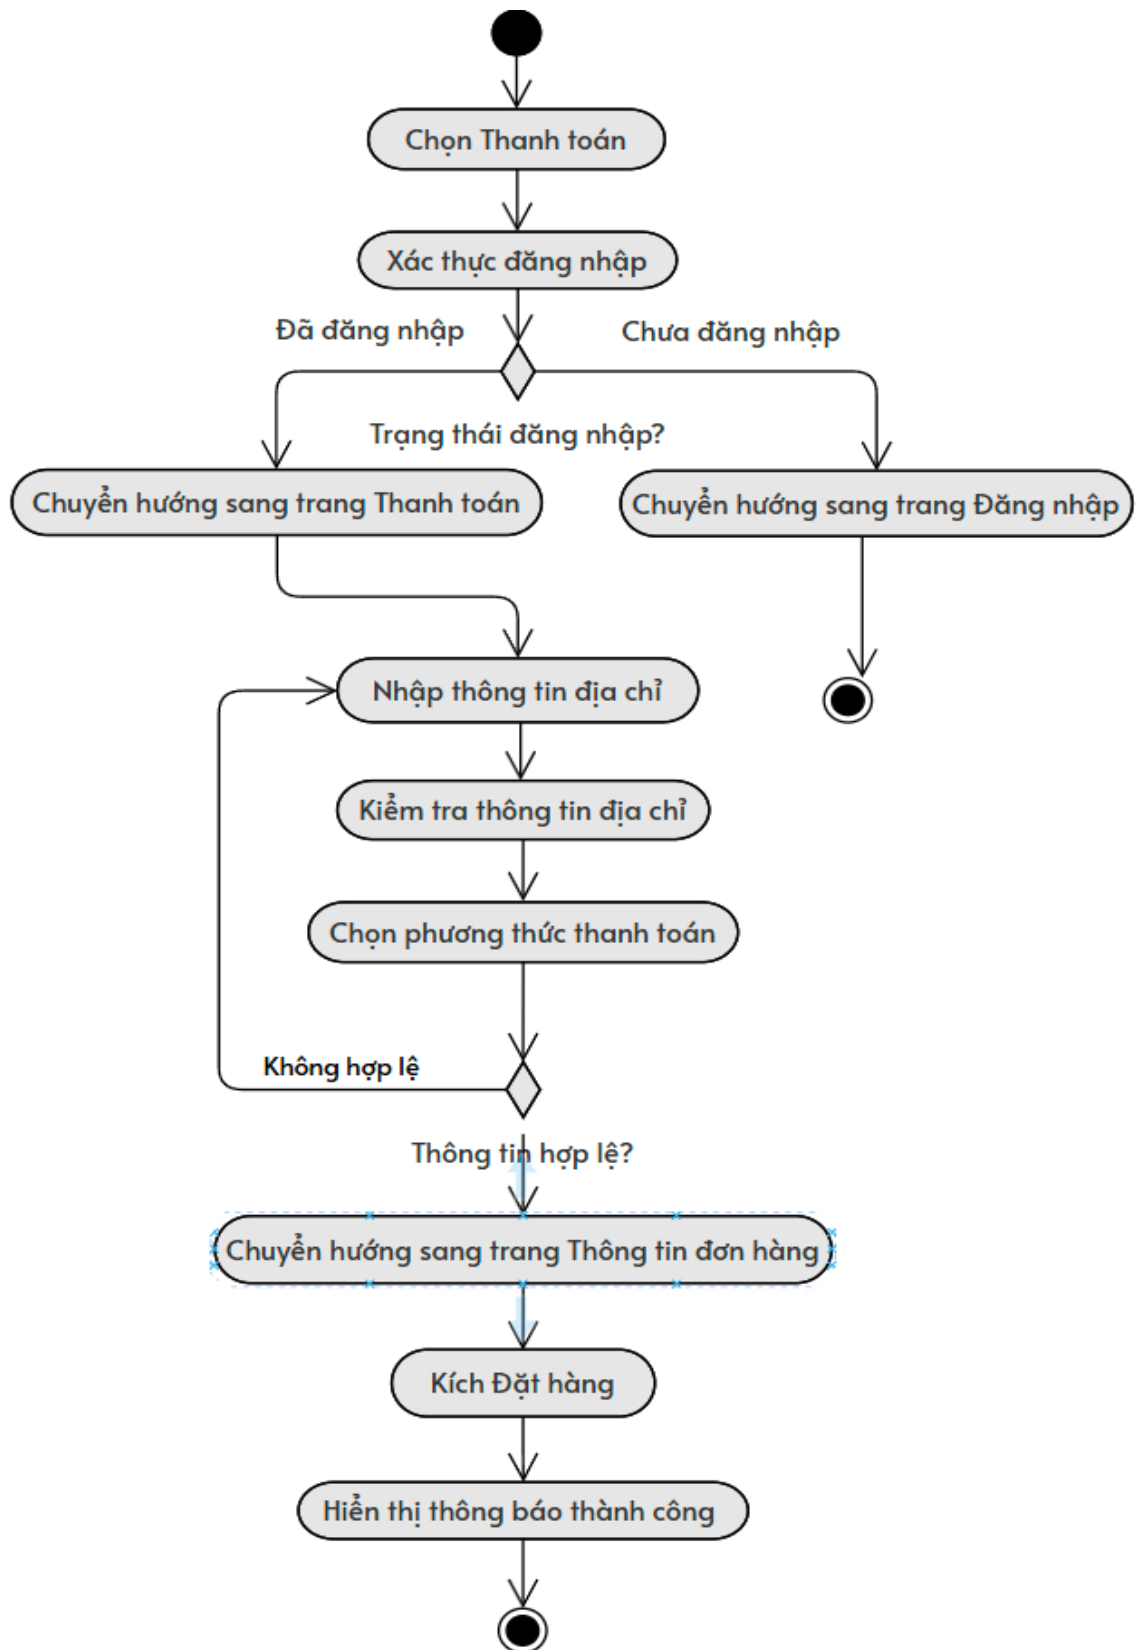 Chọn Thanh toán
Xác thực đăng nhập
Đã đăng nhập
Chưa đăng nhập
Trạng thái đăng nhập?
Chuyển hướng sang trang Thanh toán
Chuyển hướng sang trang Đăng nhập
Nhập thông tin địa chỉ
Kiểm tra thông tin địa chỉ
Chọn phương thức thanh toán
Không hợp lệ
Thông tin hợp lệ?
Chuyển hướng sang trang Thông tin đơn hàng
Kích Đặt hàng
Hiển thị thông báo thành công